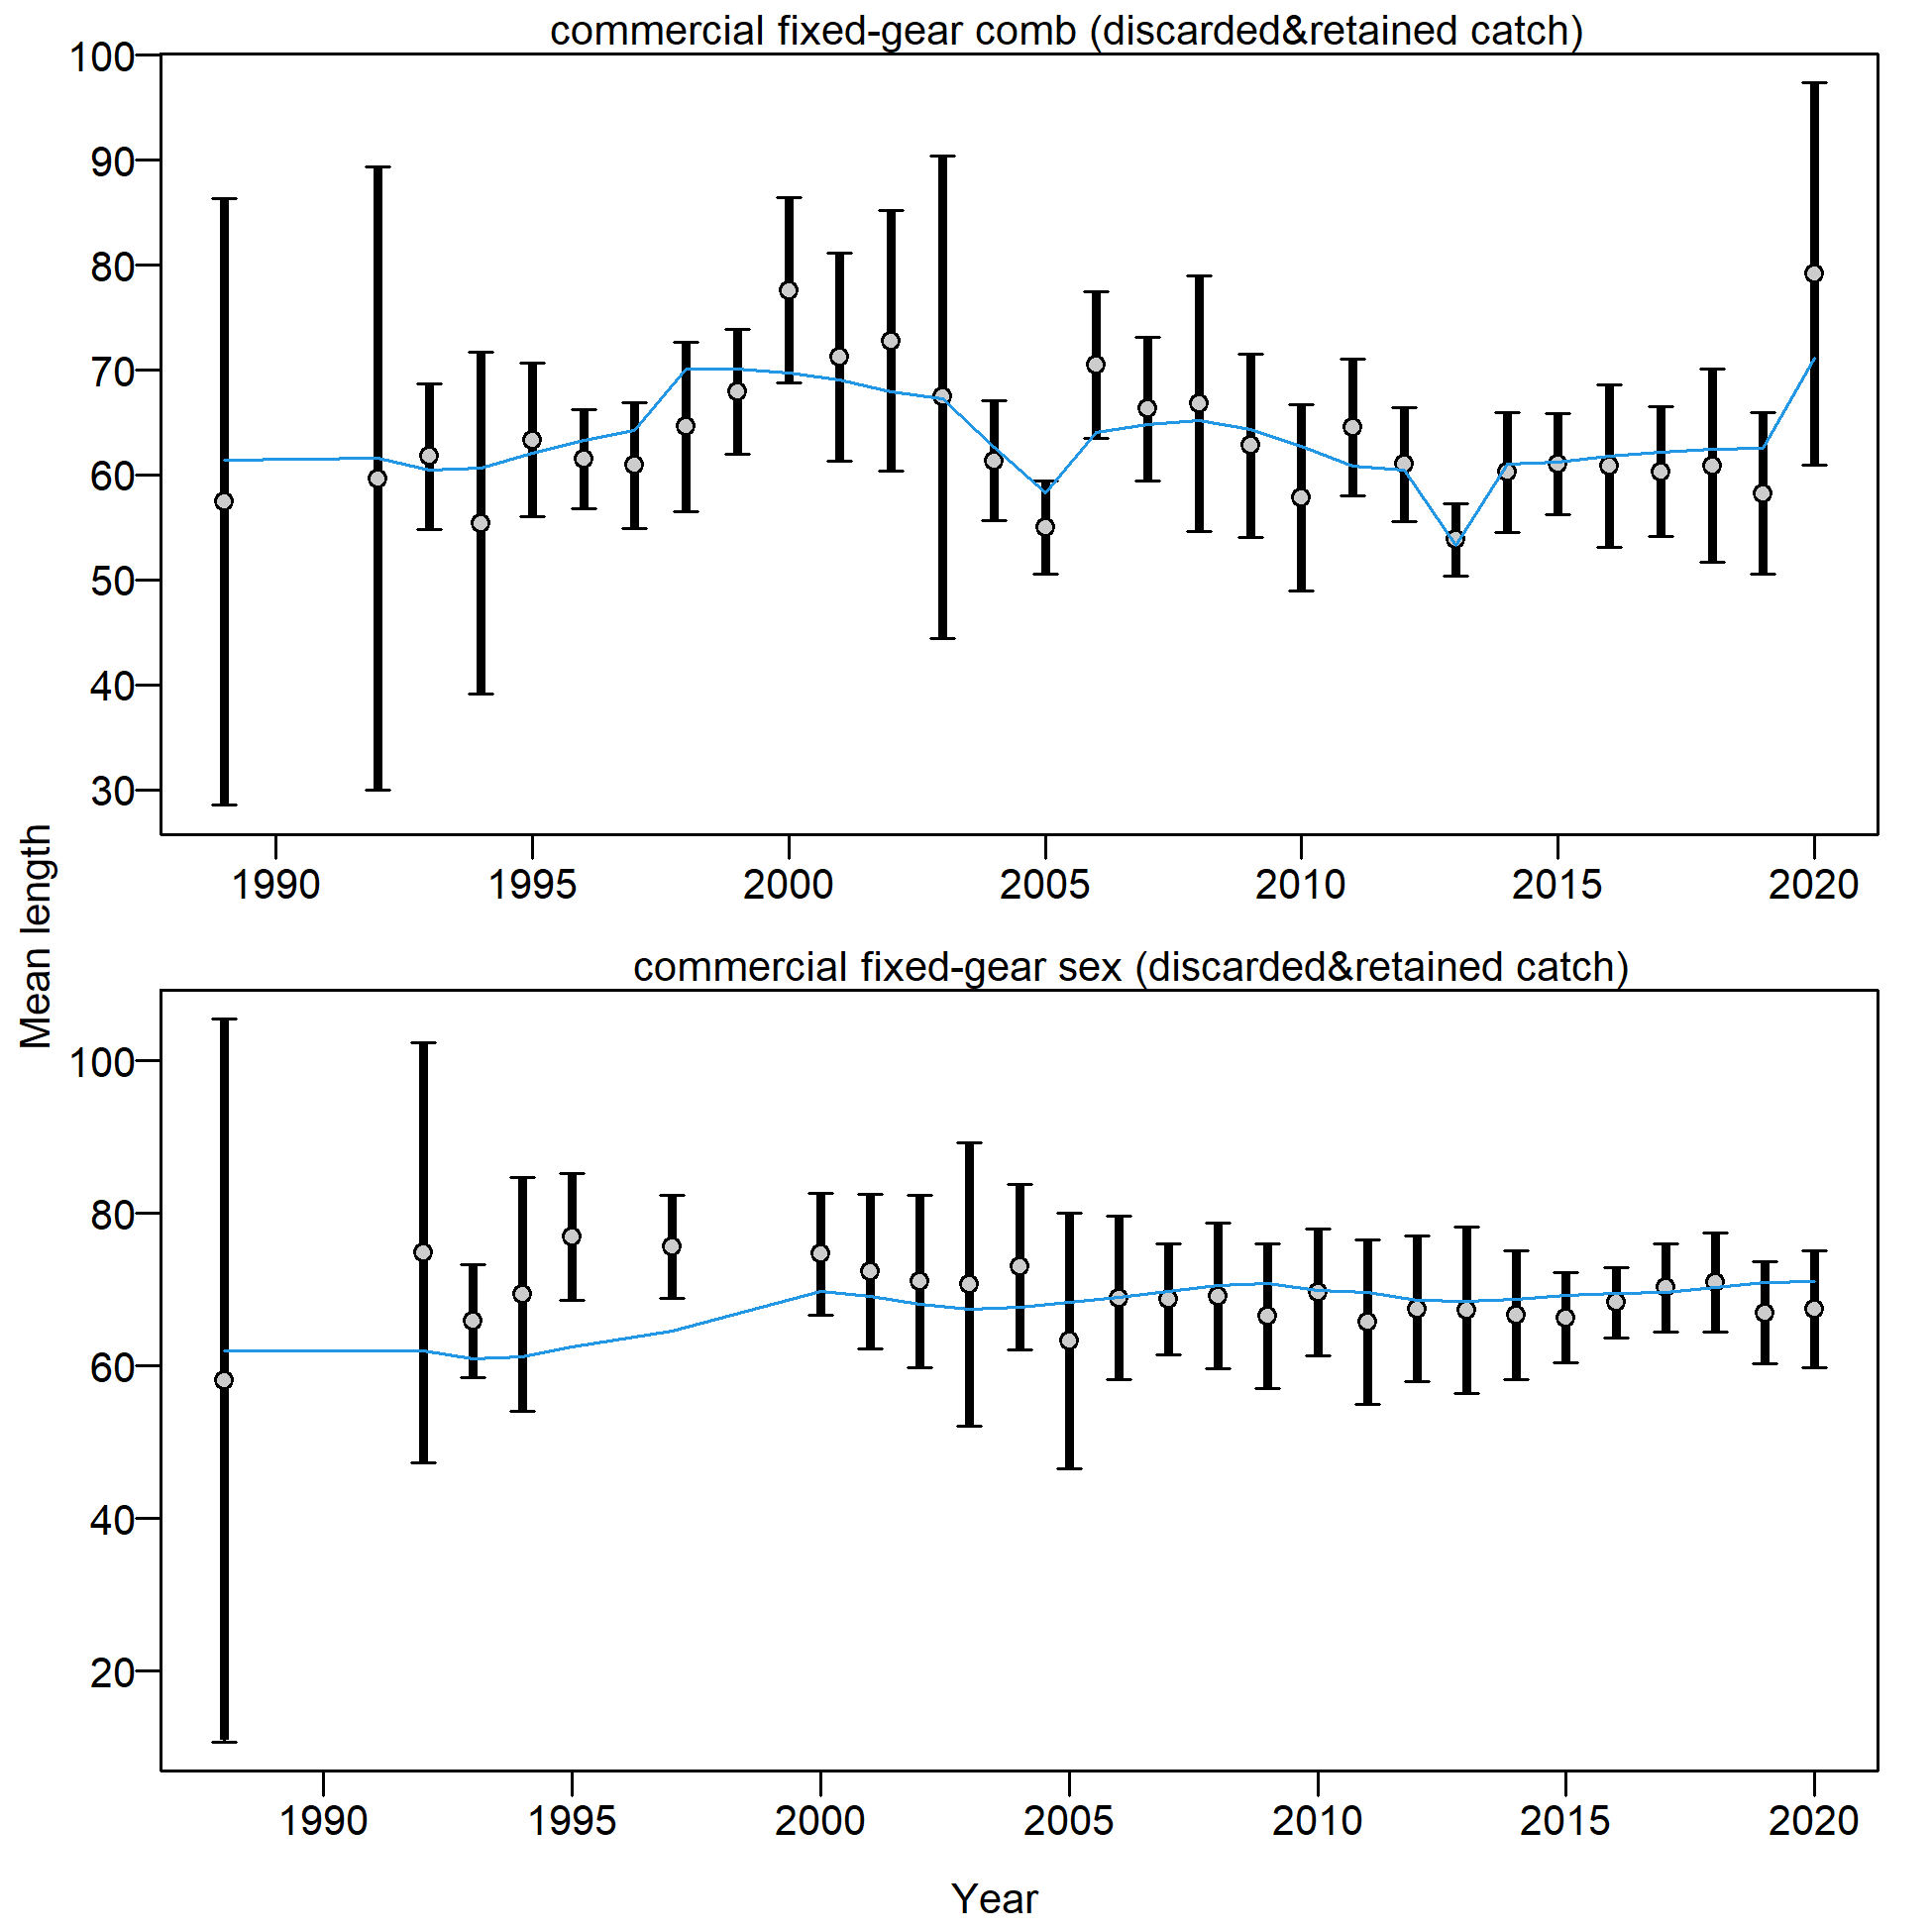 commercial fixed-gear comb (discarded&retained catch)
100
90
80
70
60
50
40
30
1990 1995 2000 2005 2010 2015 2020
Mean length
commercial fixed-gear sex (discarded&retained catch)
100
80
60
40
20
1990 1995 2000 2005 2010 2015 2020
Year